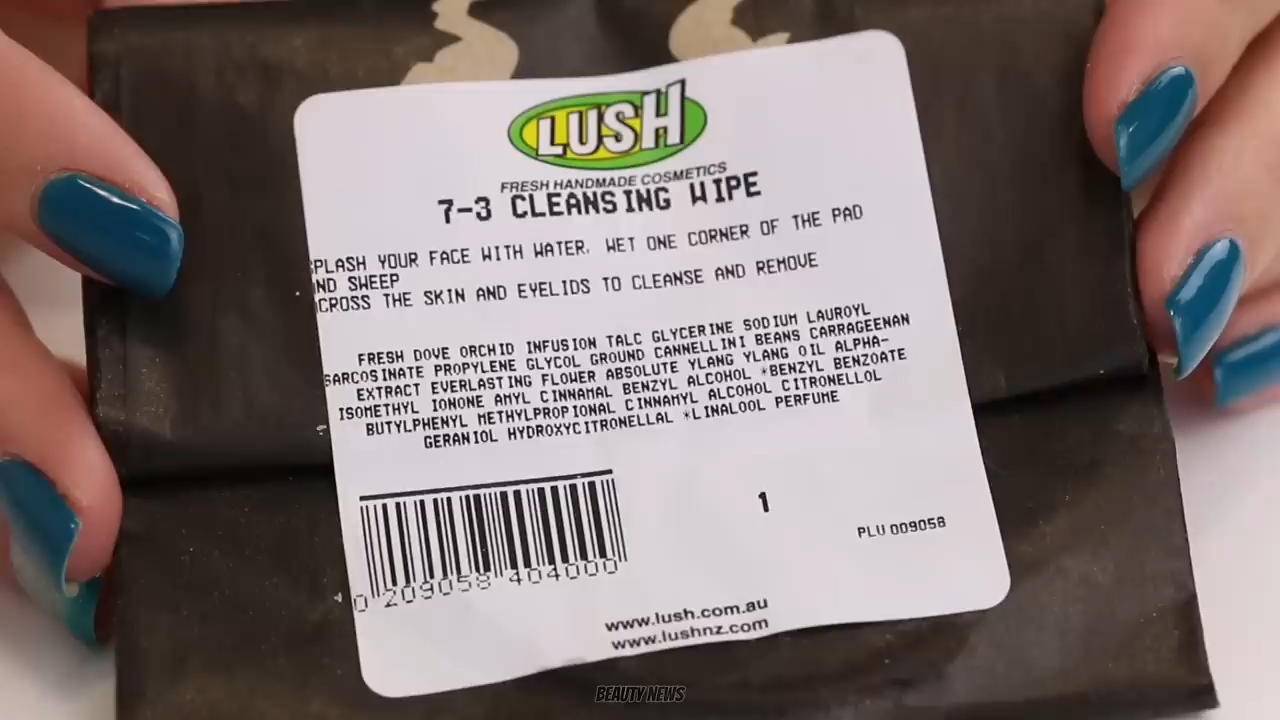 LUSH
FRESH HANDMADE COSMETICS
7-3 CLEANSING WIPE
PLASH YOUR FACE WITH WATER. WET ONE CORNER OF THE PAD
ND SWEEP
CROSS THE SKIN AND EYELIDS TO CLEANSE AND REMOVE
FRESH DOVE ORCHID INFUSION TALC GLYCERINE SODIUM LAUROYL
SARCOSINATE PROPYLENE GLYCOL GROUND CANNELLINI BEANS CARRAGEENAN
EXTRACT EVERLASTING FLOWER ABSOLUTE YLANG YLANG OIL ALPHA-
ISOMETHYL IONONE AMYL CINNAMAL BENZYL ALCOHOL *BENZYL BENZOATE
BUTYLPHENYL METHYLPROPIONAL CINNAMYL ALCOHOL CITRONELLOL
GERANIOL HYDROXYCITRONELLAL *LINALOOL PERFUME
1
PLU 009058
0 209058 404000
www.lush.com.au
www.lushnz.com
BEAUTY NEWS